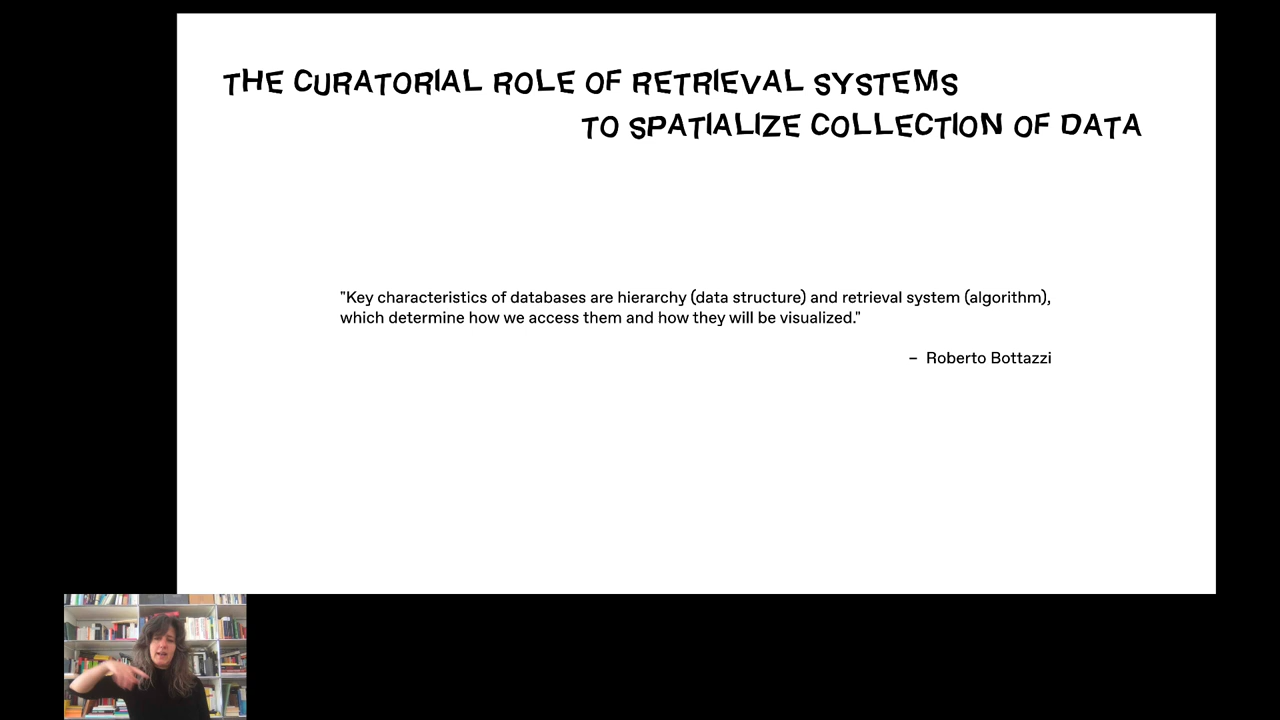 THE CURATORIAL ROLE OF RETRIEVAL SYSTEMS
TO SPATIALIZE COLLECTION OF DATA
"Key characteristics of databases are hierarchy (data structure) and retrieval system (algorithm),
which determine how we access them and how they will be visualized."
– Roberto Bottazzi